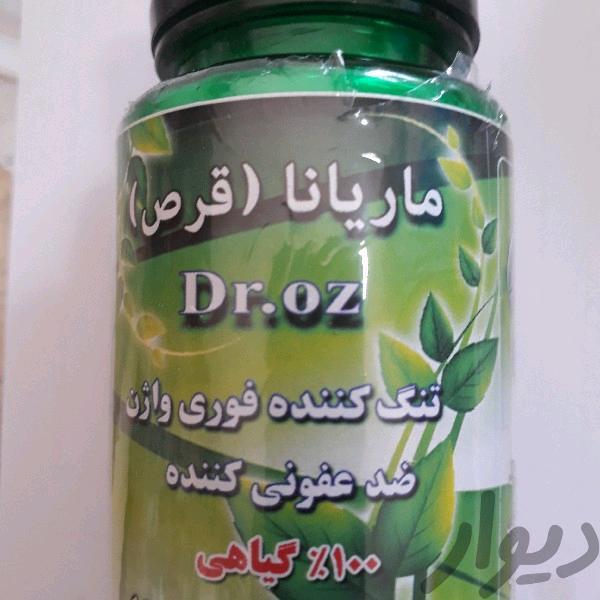 ماریانا (قرص)
Dr.oz
تنگ کننده فوری واژن
ضد عفونی کننده
۱۰۰٪ گیاهی
دیوار